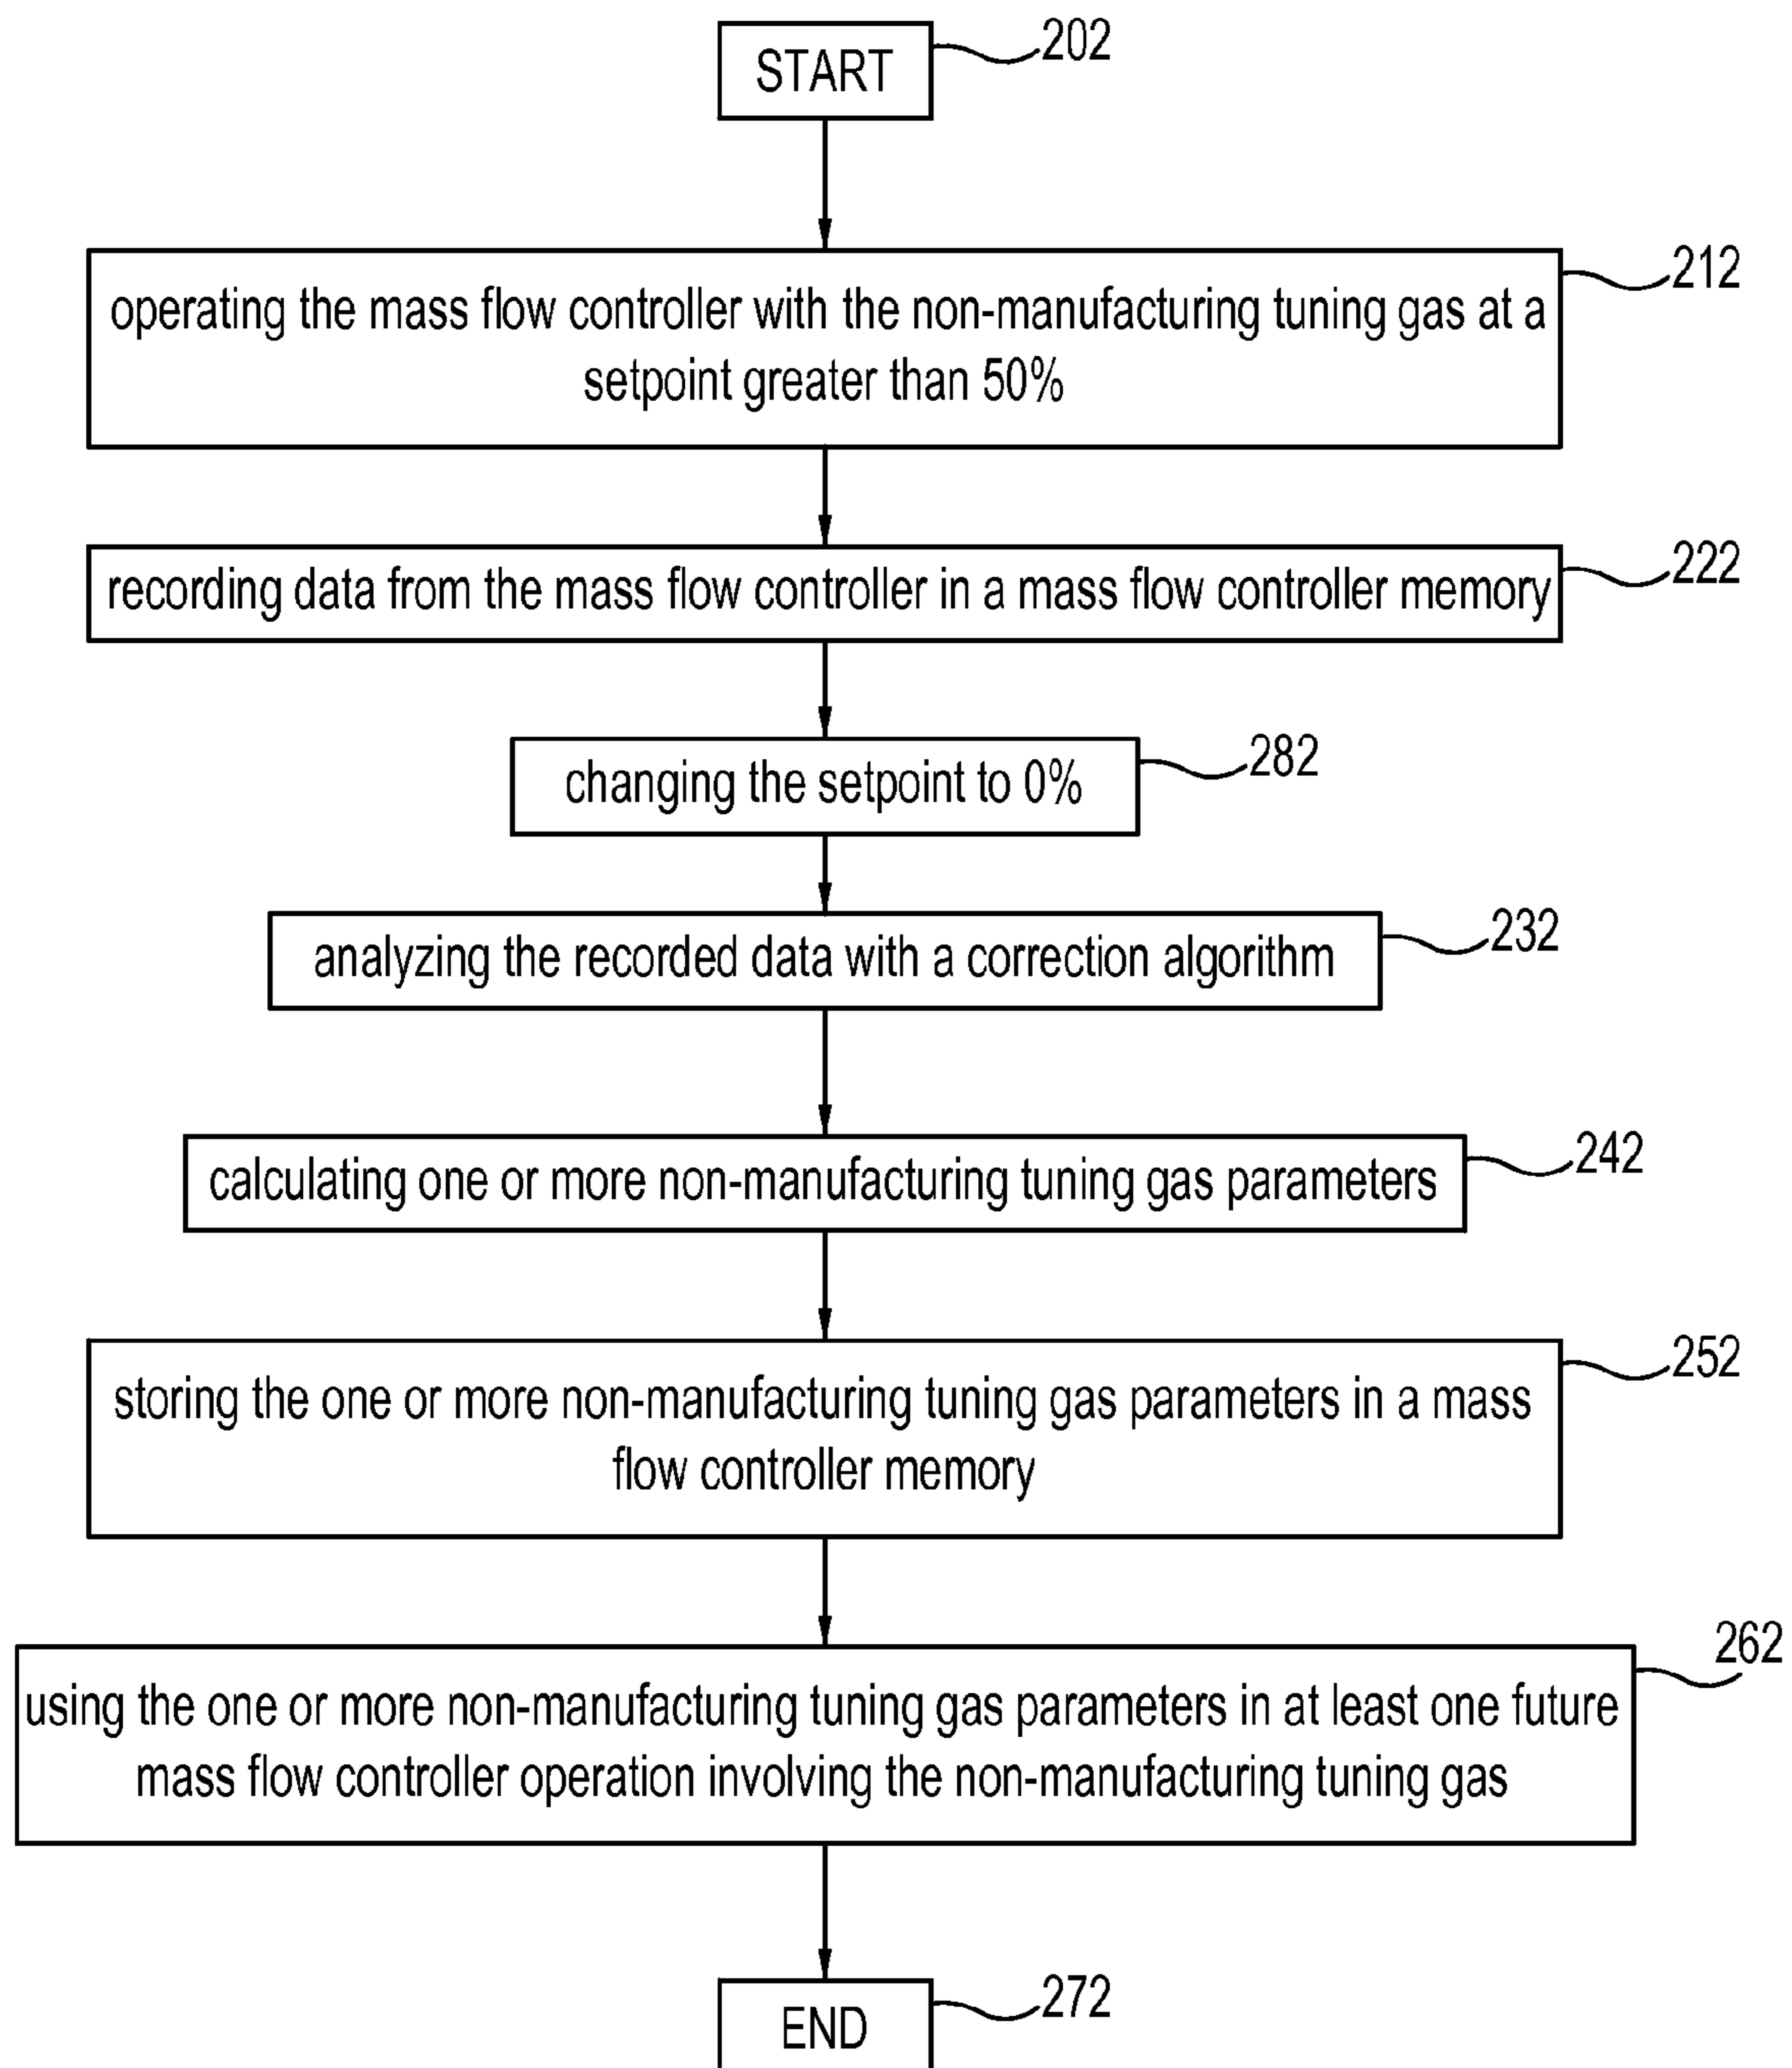 START
202
operating the mass flow controller with the non-manufacturing tuning gas at a
setpoint greater than 50%
212
recording data from the mass flow controller in a mass flow controller memory
222
changing the setpoint to 0%
282
analyzing the recorded data with a correction algorithm
232
calculating one or more non-manufacturing tuning gas parameters
242
storing the one or more non-manufacturing tuning gas parameters in a mass
flow controller memory
252
using the one or more non-manufacturing tuning gas parameters in at least one future
mass flow controller operation involving the non-manufacturing tuning gas
262
END
272